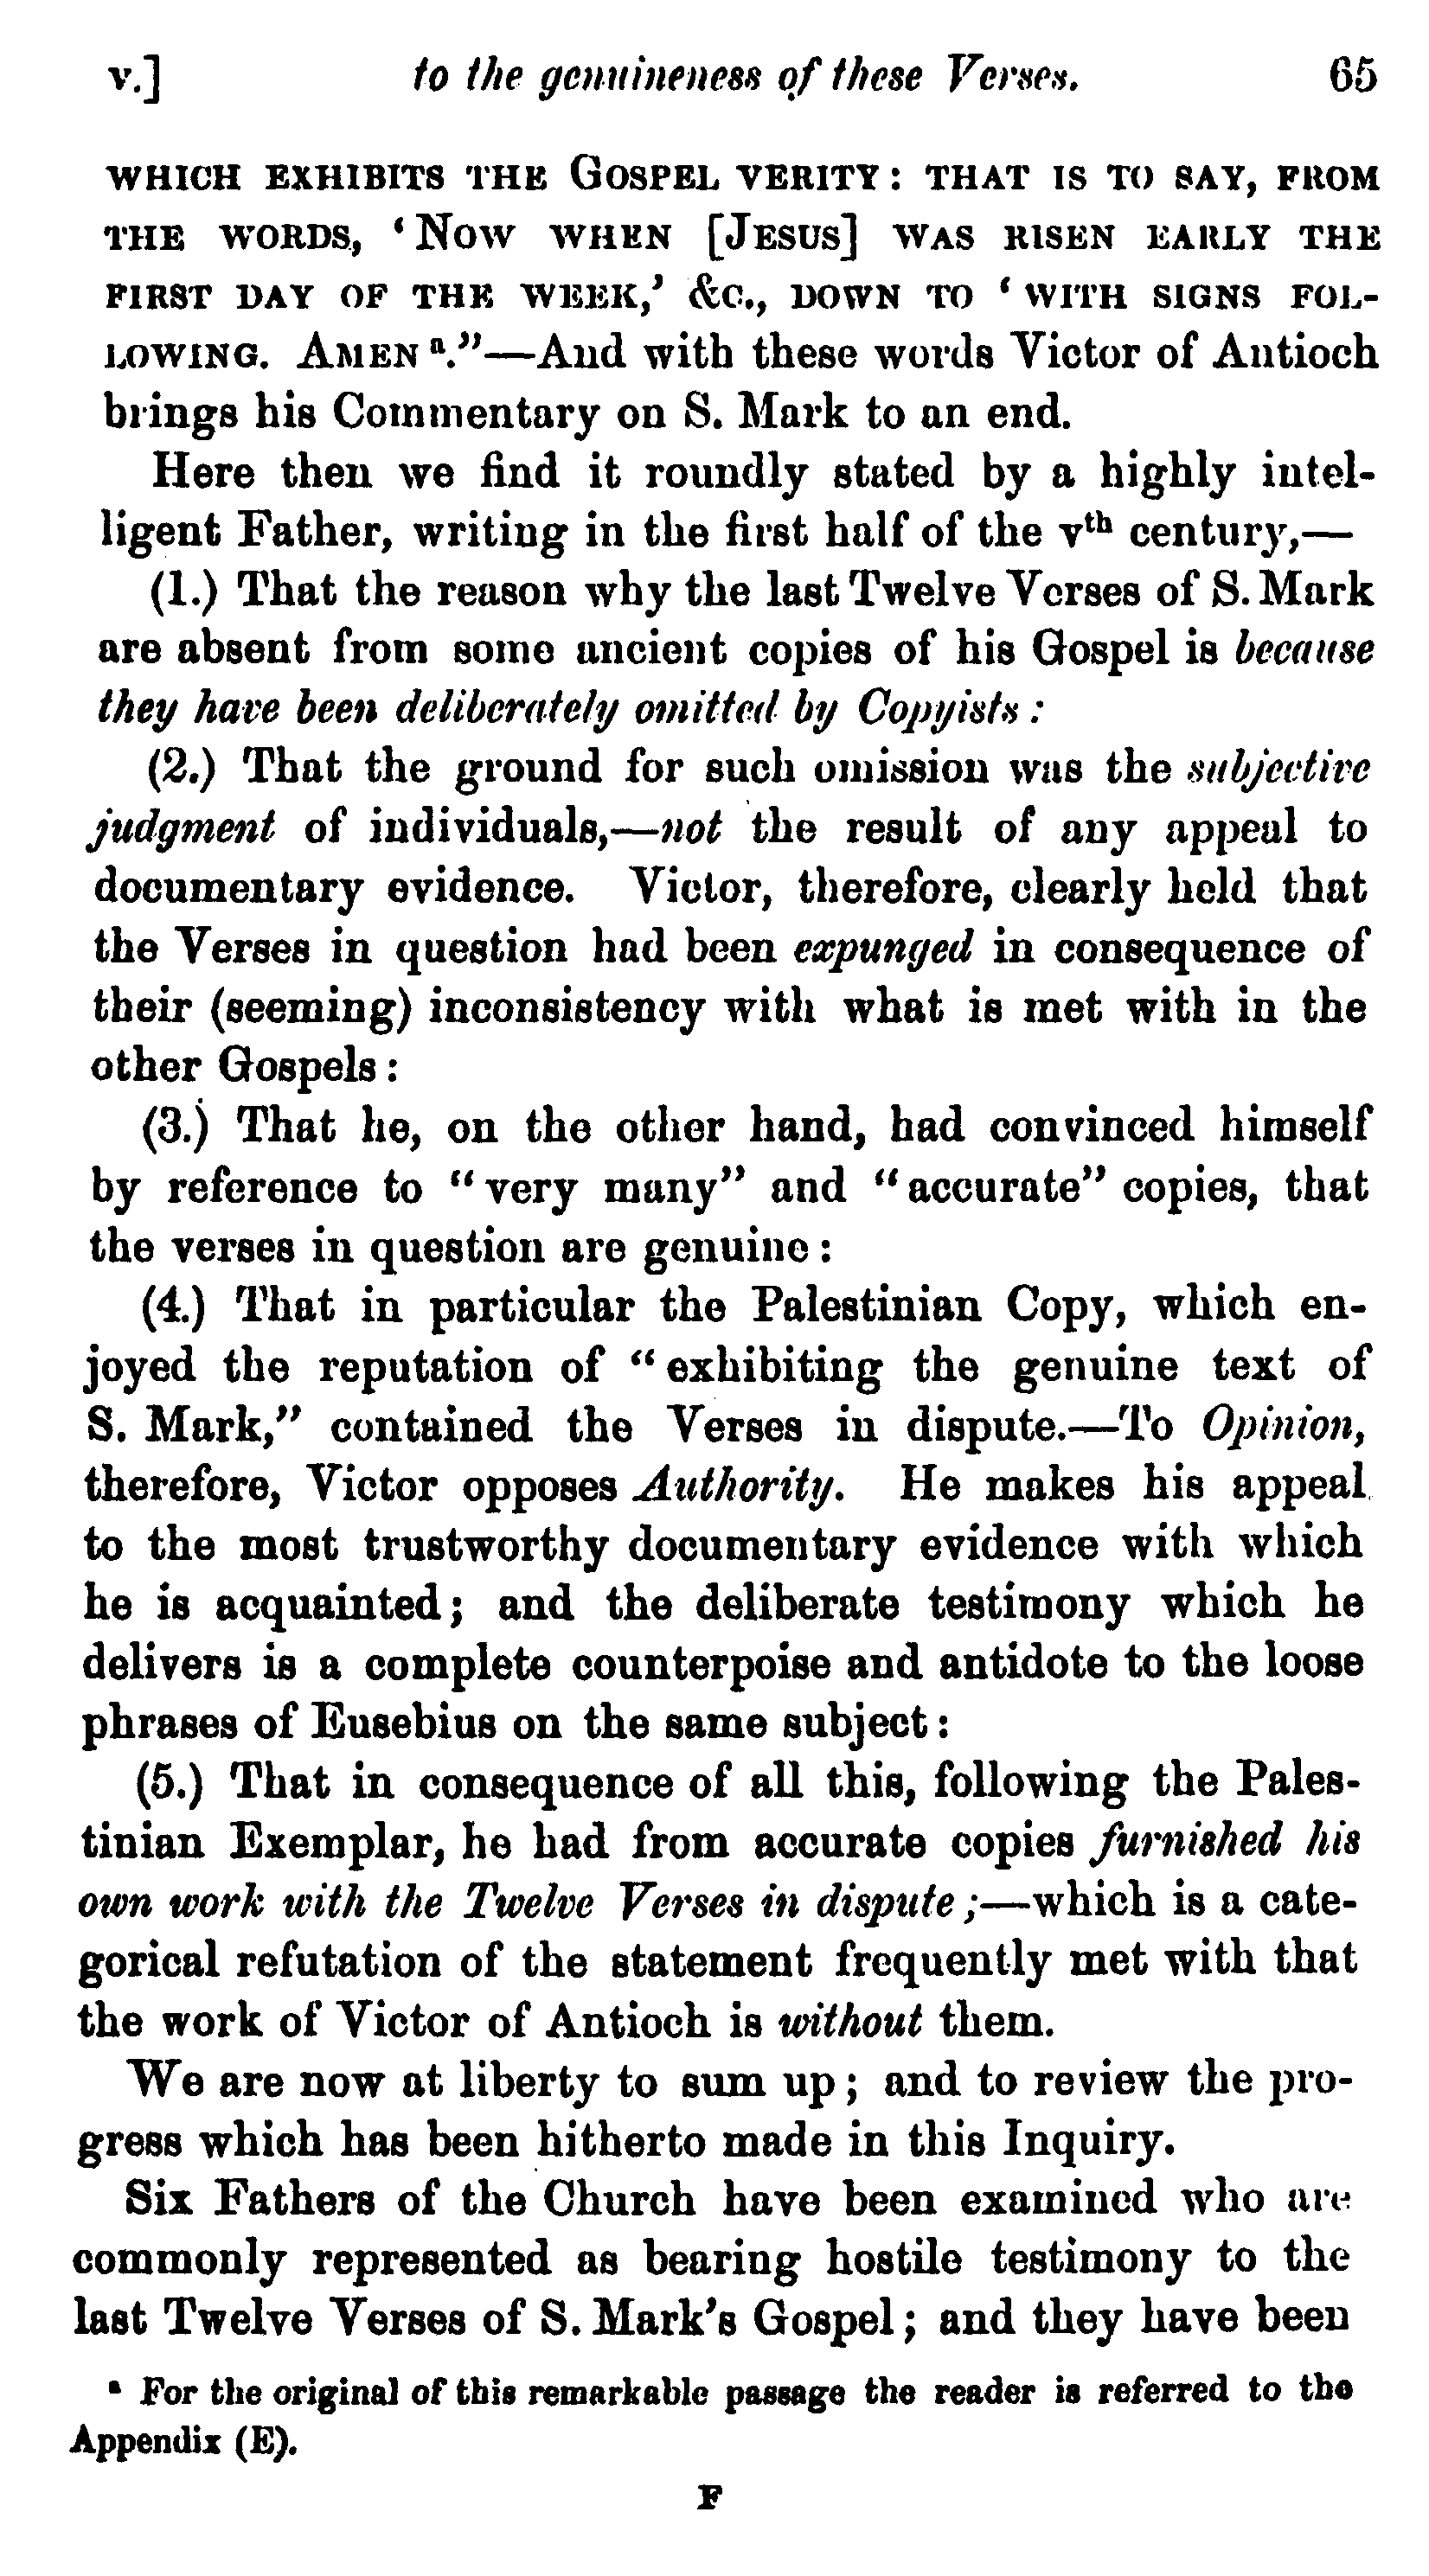 v.] to the genuineness of these Verses. 65
WHICH EXHIBITS THE GOSPEL VERITY: THAT IS TO SAY, FROM
THE WORDS, ‘NOW WHEN [JESUS] WAS RISEN EARLY THE
FIRST DAY OF THE WEEK,’ &C., DOWN TO ‘WITH SIGNS FOL-
LOWING. AMEN ⁿ.”—And with these words Victor of Antioch
brings his Commentary on S. Mark to an end.
Here then we find it roundly stated by a highly intel-
ligent Father, writing in the first half of the vth century,—
(1.) That the reason why the last Twelve Verses of S. Mark
are absent from some ancient copies of his Gospel is because
they have been deliberately omitted by Copyists:
(2.) That the ground for such omission was the subjective
judgment of individuals,—not the result of any appeal to
documentary evidence. Victor, therefore, clearly held that
the Verses in question had been expunged in consequence of
their (seeming) inconsistency with what is met with in the
other Gospels:
(3.) That he, on the other hand, had convinced himself
by reference to “very many” and “accurate” copies, that
the verses in question are genuine:
(4.) That in particular the Palestinian Copy, which en-
joyed the reputation of “exhibiting the genuine text of
S. Mark,” contained the Verses in dispute.—To Opinion,
therefore, Victor opposes Authority. He makes his appeal
to the most trustworthy documentary evidence with which
he is acquainted; and the deliberate testimony which he
delivers is a complete counterpoise and antidote to the loose
phrases of Eusebius on the same subject:
(5.) That in consequence of all this, following the Pales-
tinian Exemplar, he had from accurate copies furnished his
own work with the Twelve Verses in dispute;—which is a cate-
gorical refutation of the statement frequently met with that
the work of Victor of Antioch is without them.
We are now at liberty to sum up; and to review the pro-
gress which has been hitherto made in this Inquiry.
Six Fathers of the Church have been examined who are
commonly represented as bearing hostile testimony to the
last Twelve Verses of S. Mark’s Gospel; and they have been
ⁿ For the original of this remarkable passage the reader is referred to the
Appendix (E).
F